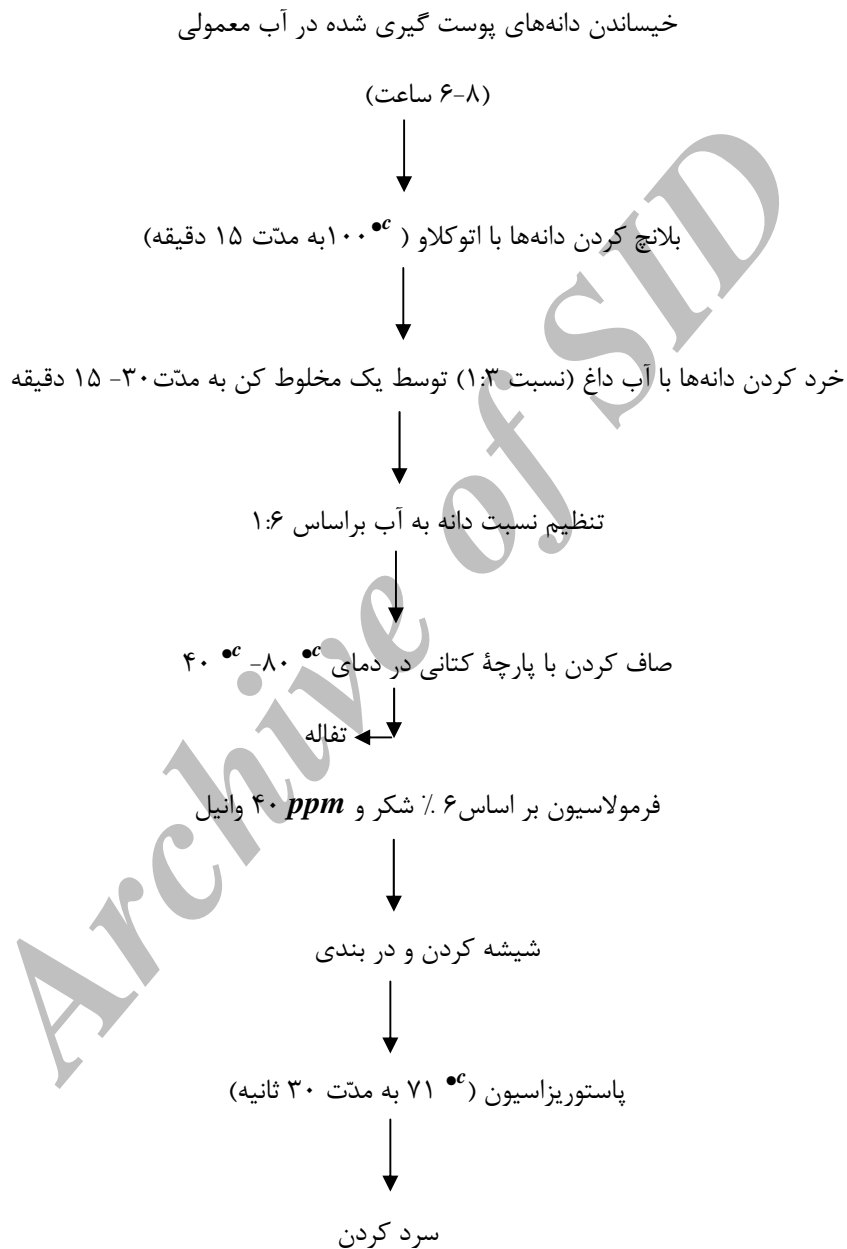 خیساندن دانه‌های پوست گیری شده در آب معمولی
(۶-۸ ساعت)
بلانچ کردن دانه‌ها با اتوکلاو ( ۱۰۰•c به مدّت ۱۵ دقیقه)
خرد کردن دانه‌ها با آب داغ (نسبت ۱:۳) توسط یک مخلوط کن به مدّت ۳۰- ۱۵ دقیقه
تنظیم نسبت دانه به آب براساس ۱:۶
صاف کردن با پارچهٔ کتانی در دمای ۸۰ •c- ۴۰ •c
تفاله
فرمولاسیون بر اساس ۶ ٪ شکر و ۴۰ ppm وانیل
شیشه کردن و در بندی
پاستوریزاسیون (۷۱ •c به مدّت ۳۰ ثانیه)
سرد کردن
Archive of SID